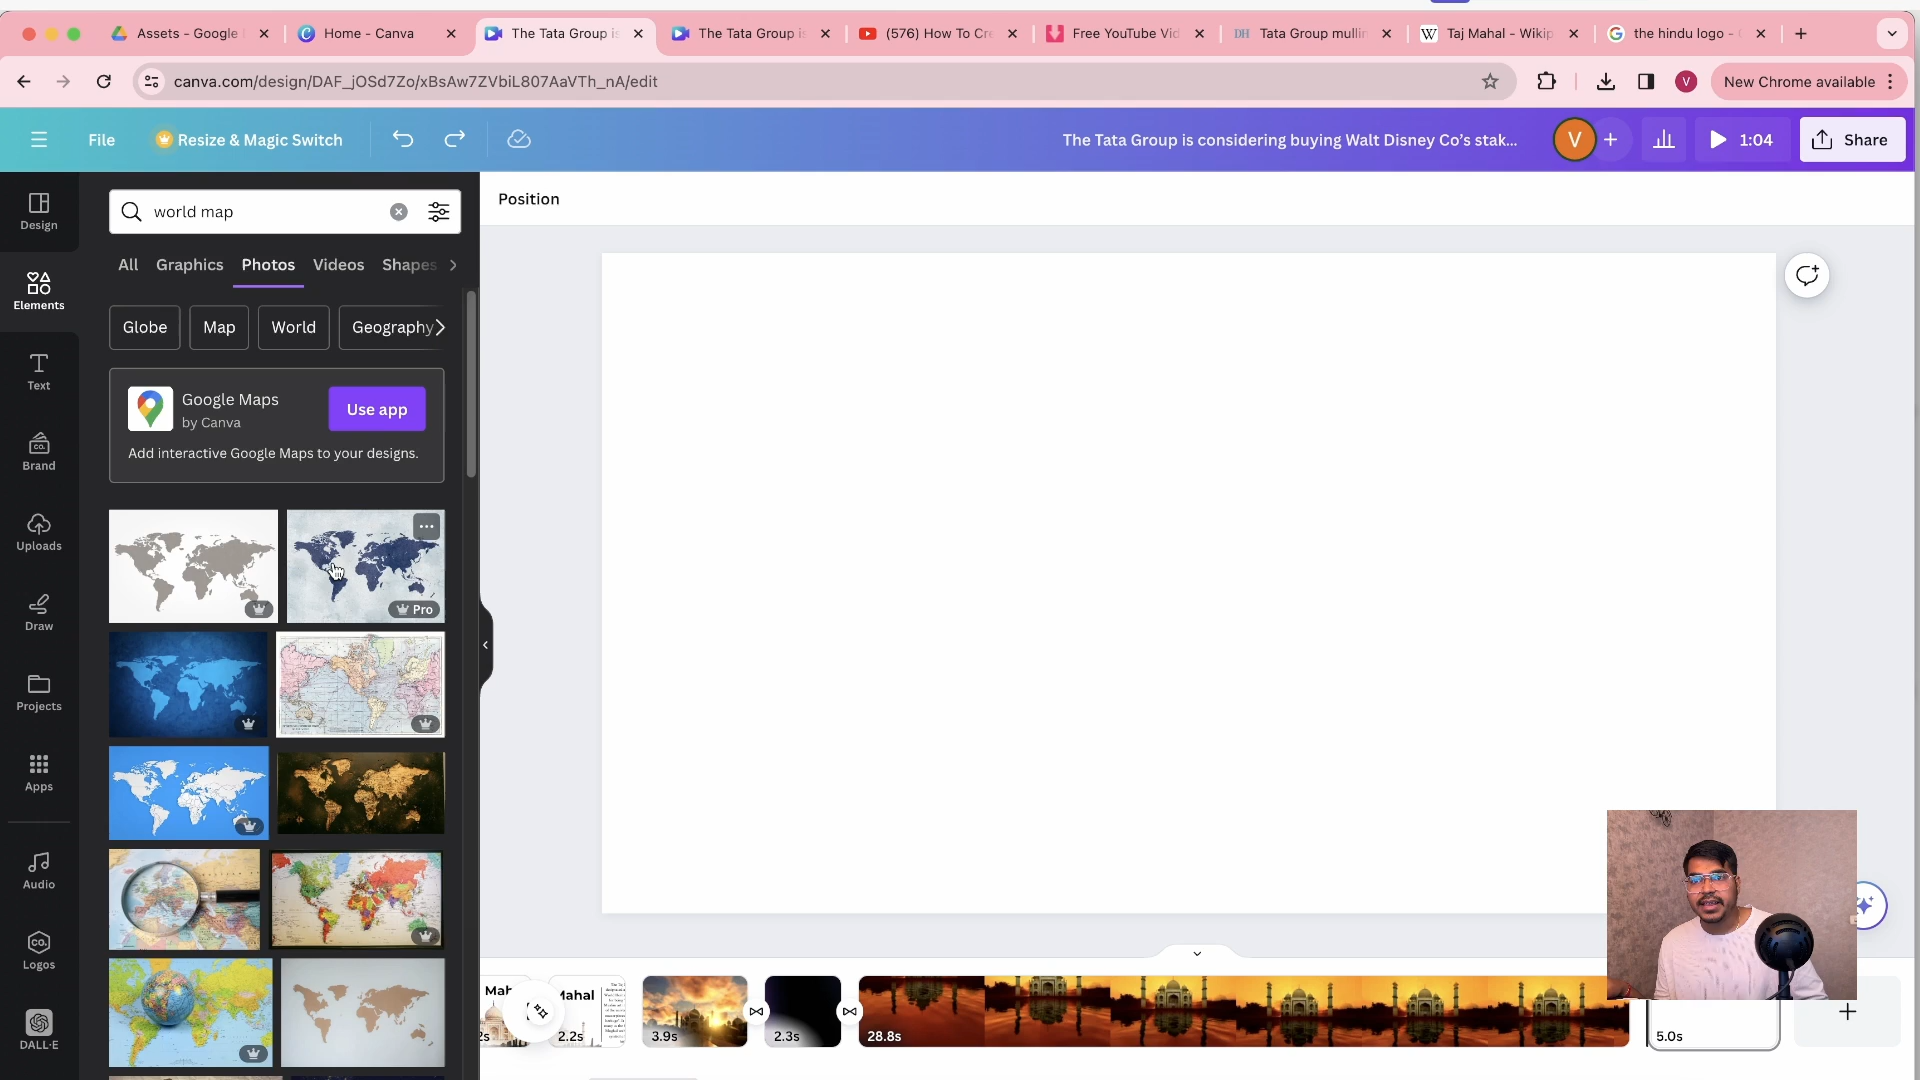 Assets - Google
Home - Canva
The Tata Group is
The Tata Group is
(576) How To Cre
Free YouTube Vid
DH Tata Group mullin
W Taj Mahal - Wikip
the hindu logo -
canva.com/design/DAF_jOSd7Zo/xBsAw7ZVbiL807AaVTh_nA/edit
V
New Chrome available
File
Resize & Magic Switch
The Tata Group is considering buying Walt Disney Co's stak...
V
1:04
Share
Design
Elements
Text
Brand
Uploads
Draw
Projects
Apps
Audio
Logos
DALL·E
world map
All
Graphics
Photos
Videos
Shapes
Globe
Map
World
Geography
Google Maps
by Canva
Use app
Add interactive Google Maps to your designs.
Pro
Position
Mah
Mahal
2.2s
3.9s
2.3s
28.8s
5.0s